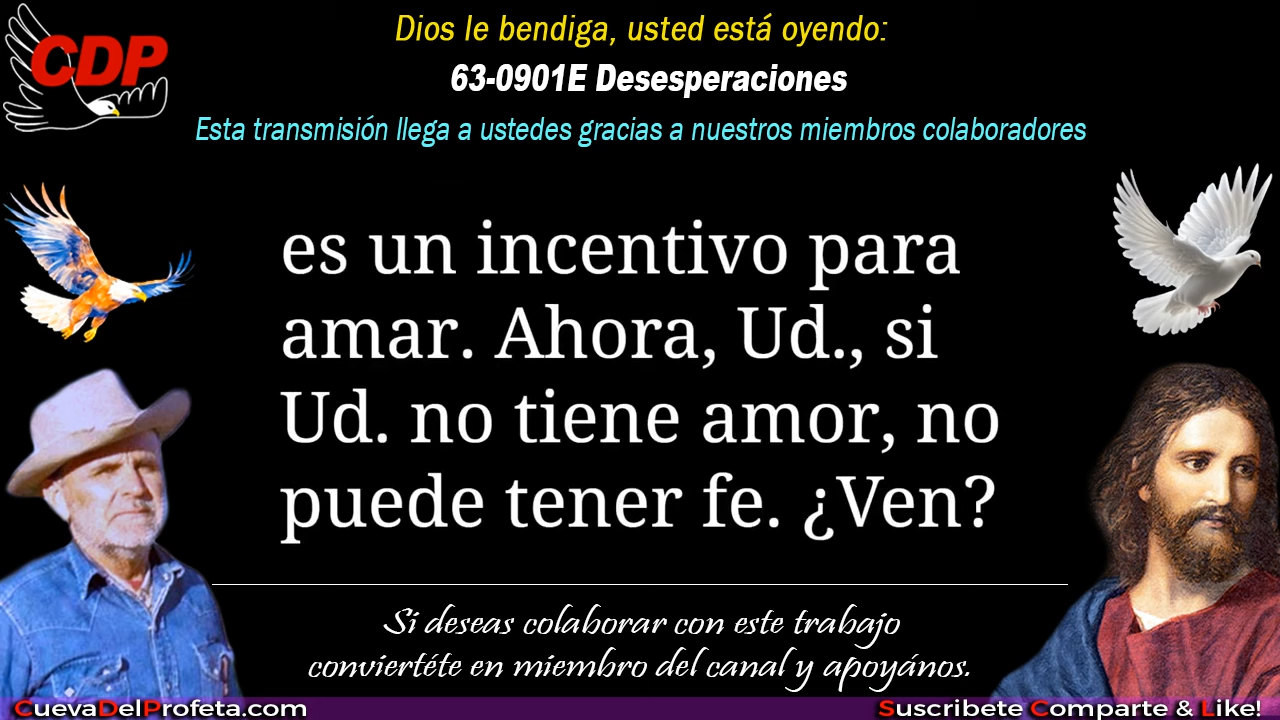 CDP
Dios le bendiga, usted está oyendo:
63-0901E Desesperaciones
Esta transmisión llega a ustedes gracias a nuestros miembros colaboradores
es un incentivo para
amar. Ahora, Ud., si
Ud. no tiene amor, no
puede tener fe. ¿Ven?
Si deseas colaborar con este trabajo
conviertéte en miembro del canal y apoyános.
CuevaDelProfeta.com
Suscribete Comparte & Like!